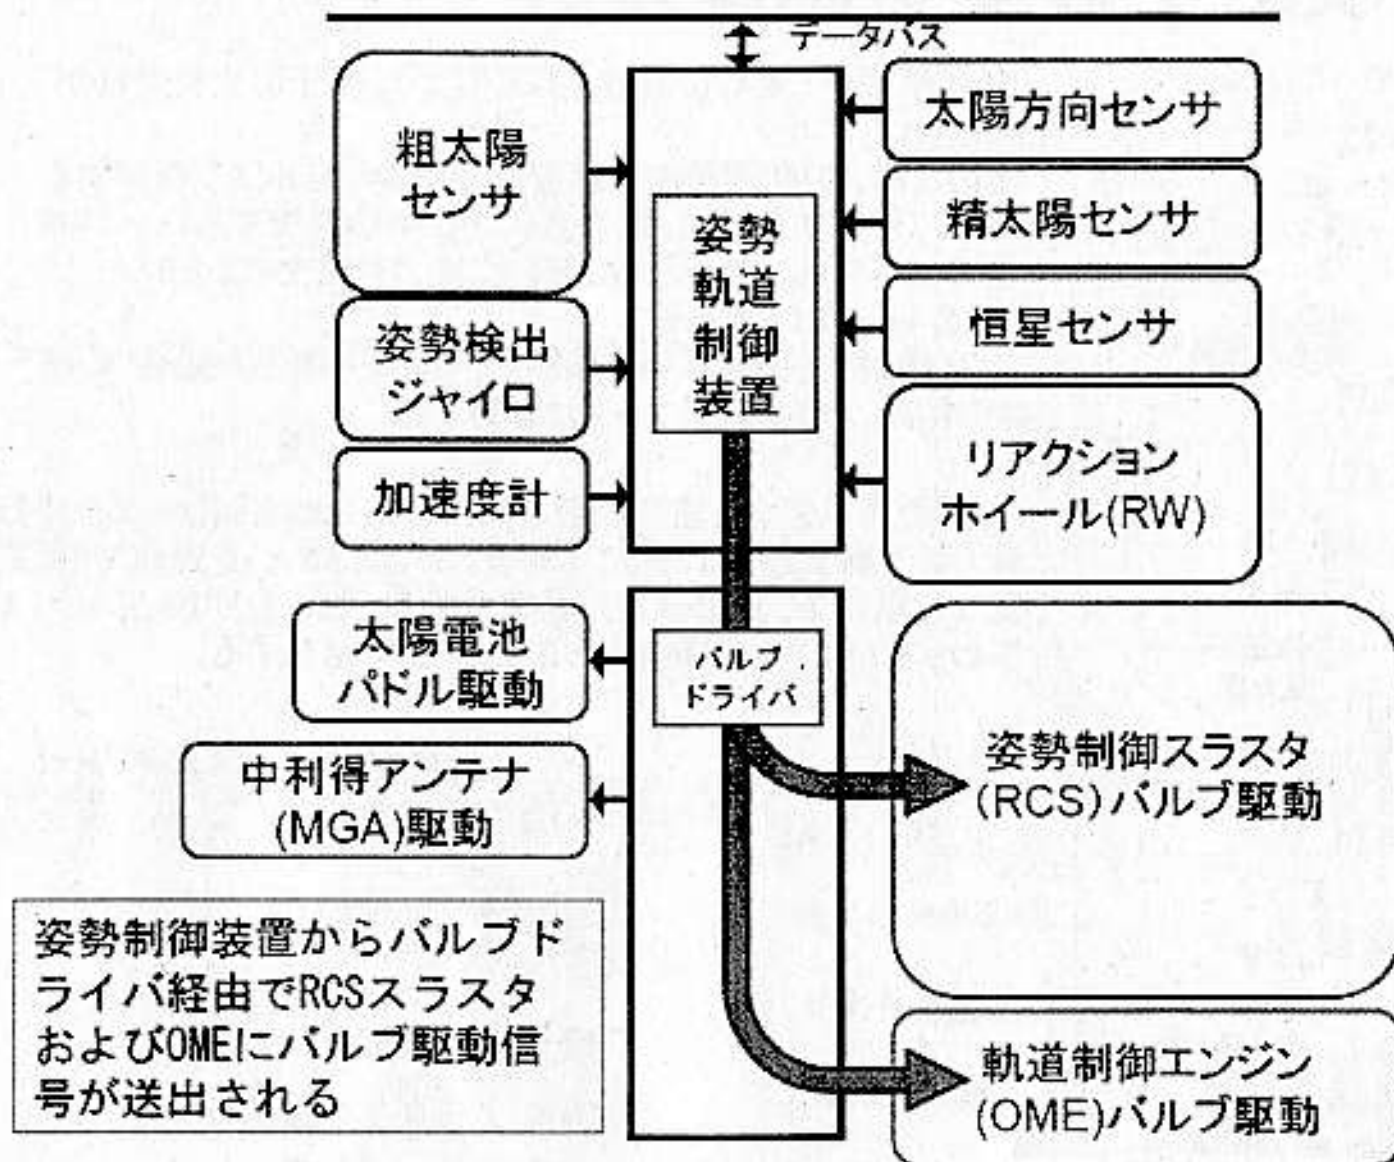 データバス
粗太陽
センサ
姿勢検出
ジャイロ
加速度計
姿勢
軌道
制御
装置
太陽方向センサ
精太陽センサ
恒星センサ
リアクション
ホイール(RW)
太陽電池
パドル駆動
中利得アンテナ
(MGA)駆動
バルブ
ドライバ
姿勢制御スラスタ
(RCS)バルブ駆動
軌道制御エンジン
(OME)バルブ駆動
姿勢制御装置からバルブド
ライバ経由でRCSスラスタ
およびOMEにバルブ駆動信
号が送出される